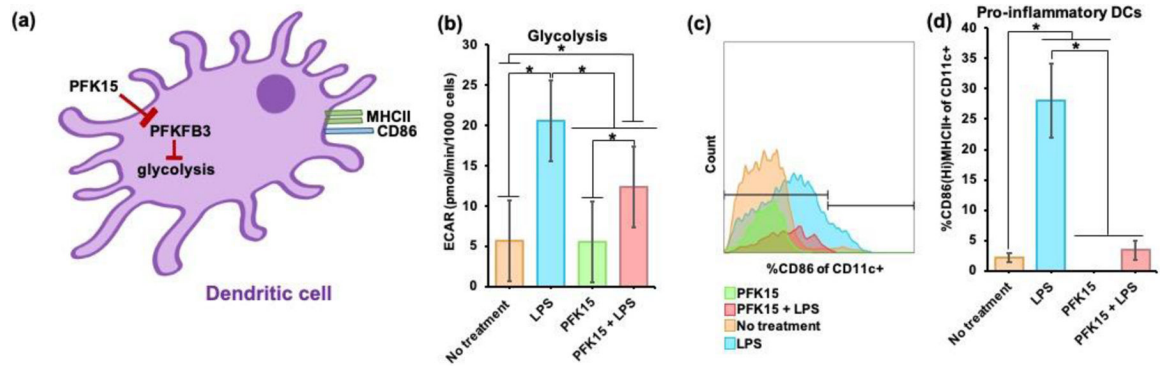 (a)
PFK15
PFKFB3
glycolysis
MHCII
CD86
Dendritic cell
(b)
Glycolysis
ECAR (pmol/min/1000 cells)
30
25
20
15
10
5
0
*
*
*
*
No treatment
LPS
PFK15
PFK15 + LPS
(c)
Count
%CD86 of CD11c+
PFK15
PFK15 + LPS
No treatment
LPS
(d)
Pro-inflammatory DCs
%CD86(Hi)MHCII+ of CD11c+
40
35
30
25
20
15
10
5
0
*
*
No treatment
LPS
PFK15
PFK15 + LPS